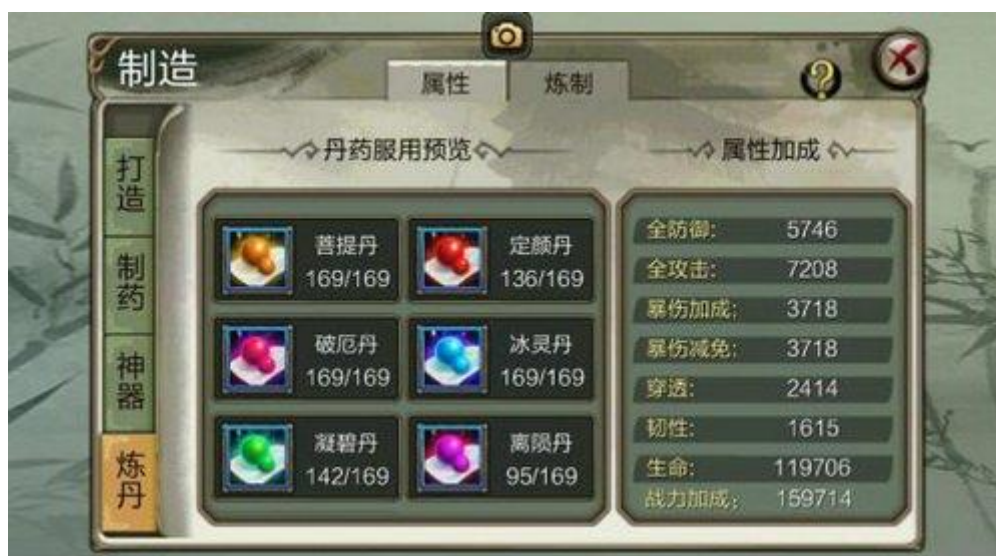 制造
属性
炼制
打造
制药
神器
炼丹
丹药服用预览
菩提丹
169/169
定颜丹
136/169
破厄丹
169/169
冰灵丹
169/169
凝碧丹
142/169
离陨丹
95/169
属性加成
全防御: 5746
全攻击: 7208
暴伤加成: 3718
暴伤减免: 3718
穿透: 2414
韧性: 1615
生命: 119706
战力加成: 159714